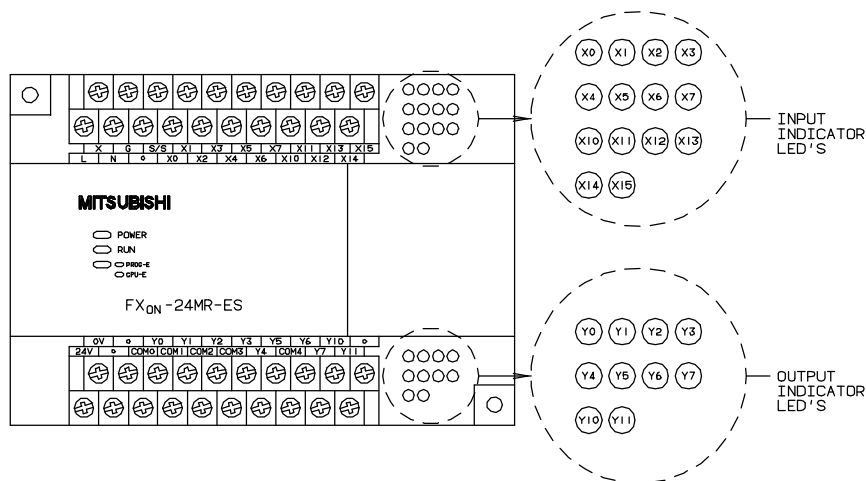 X0 X1 X2 X3
X4 X5 X6 X7
X10 X11 X12 X13
X14 X15
INPUT
INDICATOR
LED'S
X G S/S X1 X3 X5 X7 X11 X13 X15
L N X0 X2 X4 X6 X10 X12 X14
MITSUBISHI
POWER
RUN
PROG-E
CPU-E
FX0N-24MR-ES
0V Y0 Y1 Y2 Y3 Y5 Y6 Y10
24V COM0 COM1 COM2 COM3 Y4 COM4 Y7 Y11
Y0 Y1 Y2 Y3
Y4 Y5 Y6 Y7
Y10 Y11
OUTPUT
INDICATOR
LED'S